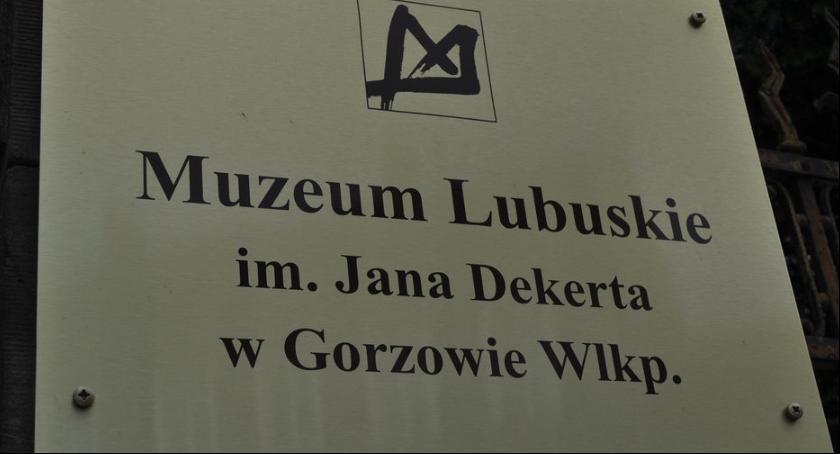 Muzeum Lubuskie
im. Jana Dekerta
w Gorzowie Wlkp.